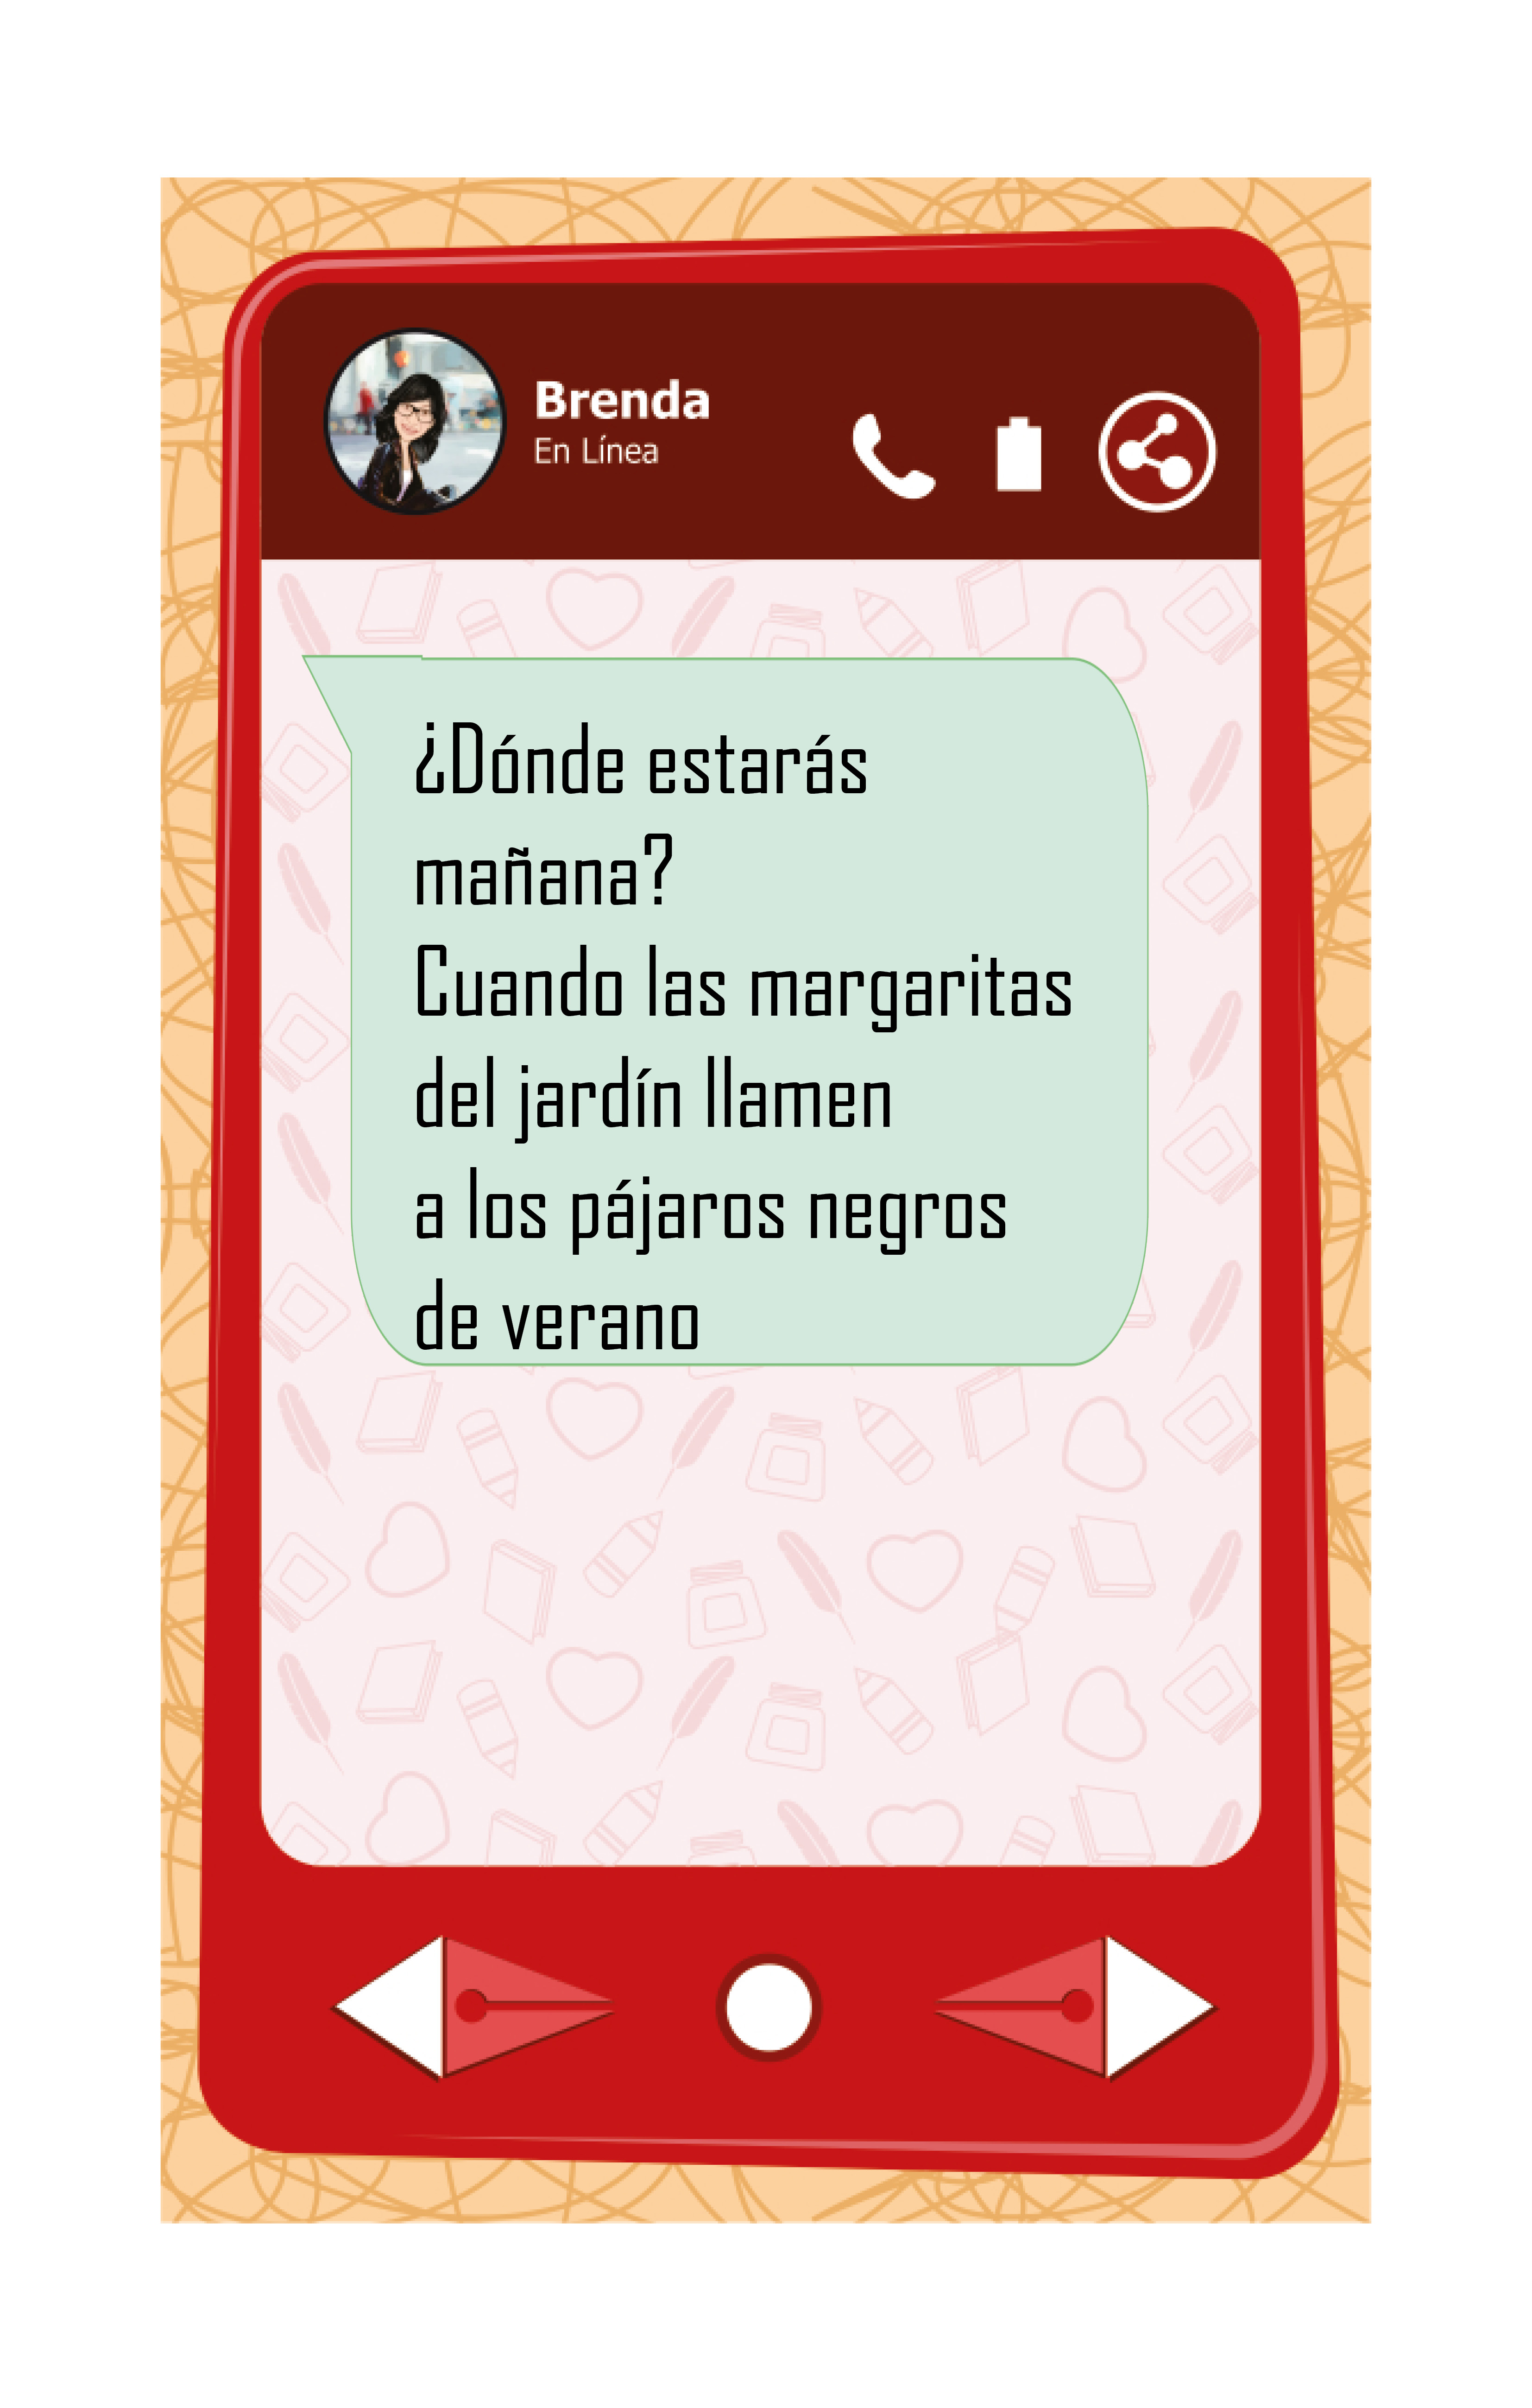 Brenda
En Línea
¿Dónde estarás
mañana?
Cuando las margaritas
del jardín llamen
a los pájaros negros
de verano